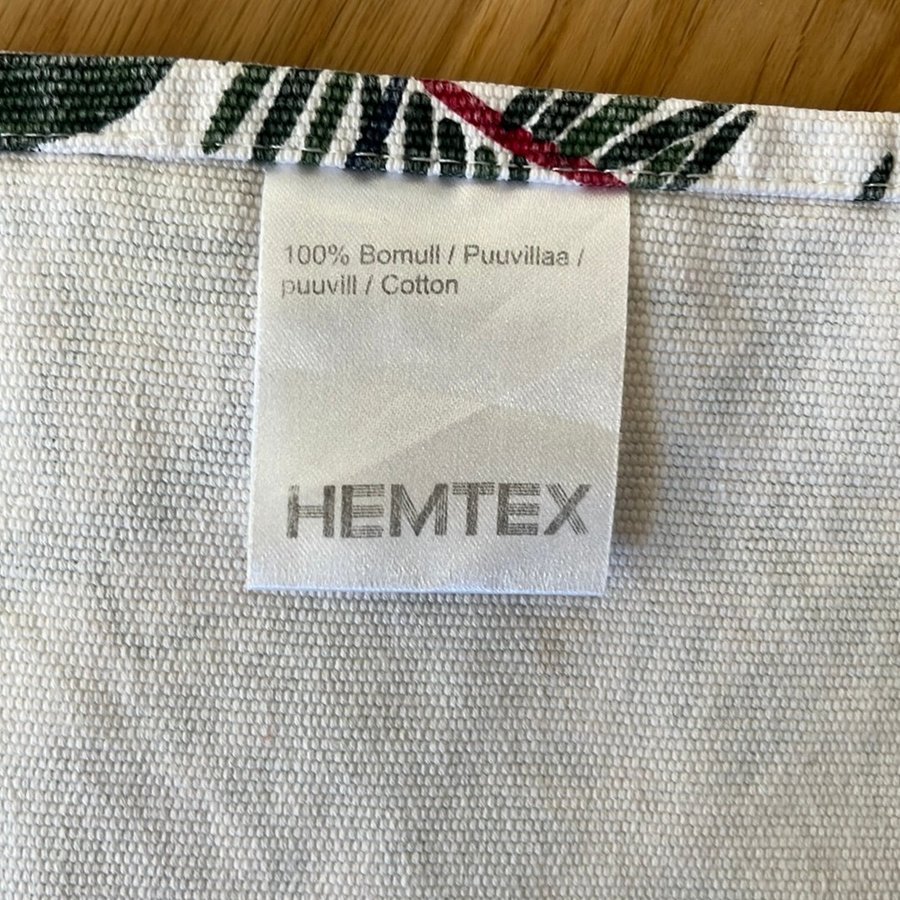 100% Bomull / Puuvillaa /
puuvill / Cotton
HEMTEX